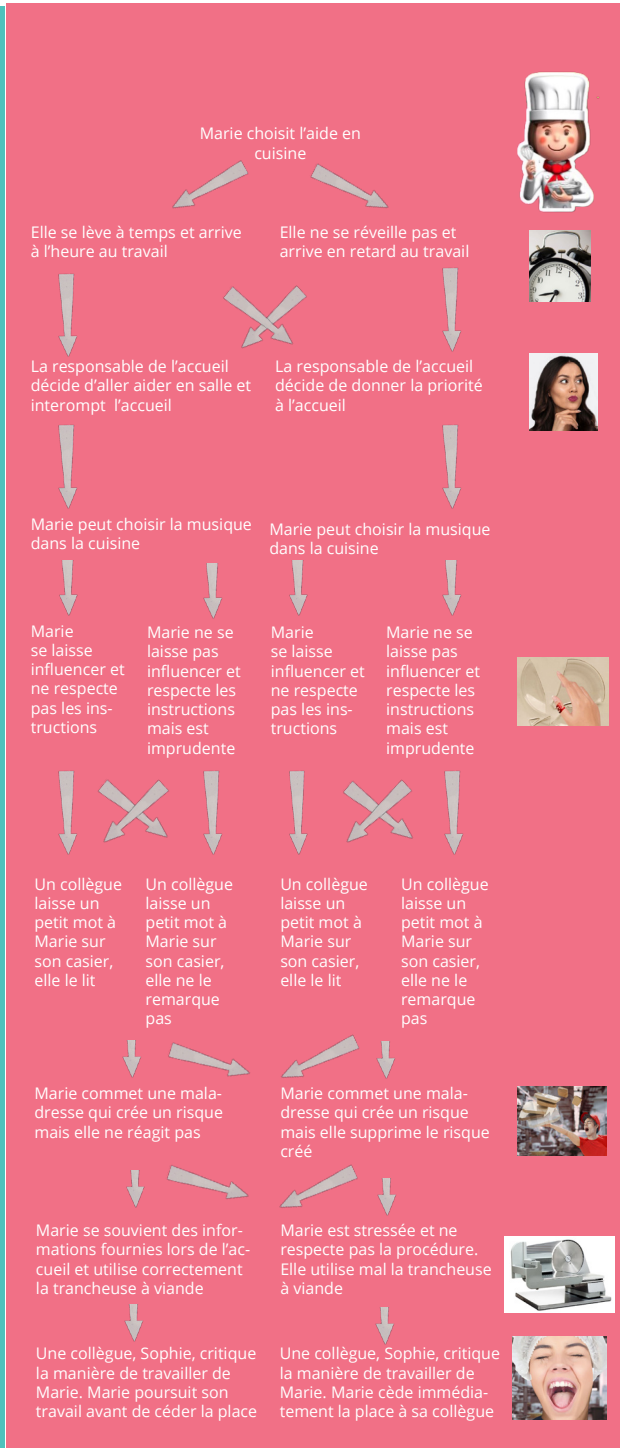 Marie choisit l’aide en
cuisine
Elle se lève à temps et arrive
à l’heure au travail
Elle ne se réveille pas et
arrive en retard au travail
La responsable de l’accueil
décide d’aller aider en salle et
interompt l’accueil
La responsable de l’accueil
décide de donner la priorité
à l’accueil
Marie peut choisir la musique
dans la cuisine
Marie peut choisir la musique
dans la cuisine
Marie
se laisse
influencer et
ne respecte
pas les ins-
tructions
Marie ne se
laisse pas
influencer et
respecte les
instructions
mais est
imprudente
Marie
se laisse
influencer et
ne respecte
pas les ins-
tructions
Marie ne se
laisse pas
influencer et
respecte les
instructions
mais est
imprudente
Un collègue
laisse un
petit mot à
Marie sur
son casier,
elle le lit
Un collègue
laisse un
petit mot à
Marie sur
son casier,
elle ne le
remarque
pas
Un collègue
laisse un
petit mot à
Marie sur
son casier,
elle le lit
Un collègue
laisse un
petit mot à
Marie sur
son casier,
elle ne le
remarque
pas
Marie commet une mala-
dresse qui crée un risque
mais elle ne réagit pas
Marie commet une mala-
dresse qui crée un risque
mais elle supprime le risque
créé
Marie se souvient des infor-
mations fournies lors de l’ac-
cueil et utilise correctement
la trancheuse à viande
Marie est stressée et ne
respecte pas la procédure.
Elle utilise mal la trancheuse
à viande
Une collègue, Sophie, critique
la manière de travailler de
Marie. Marie poursuit son
travail avant de céder la place
Une collègue, Sophie, critique
la manière de travailler de
Marie. Marie cède immédia-
tement la place à sa collègue